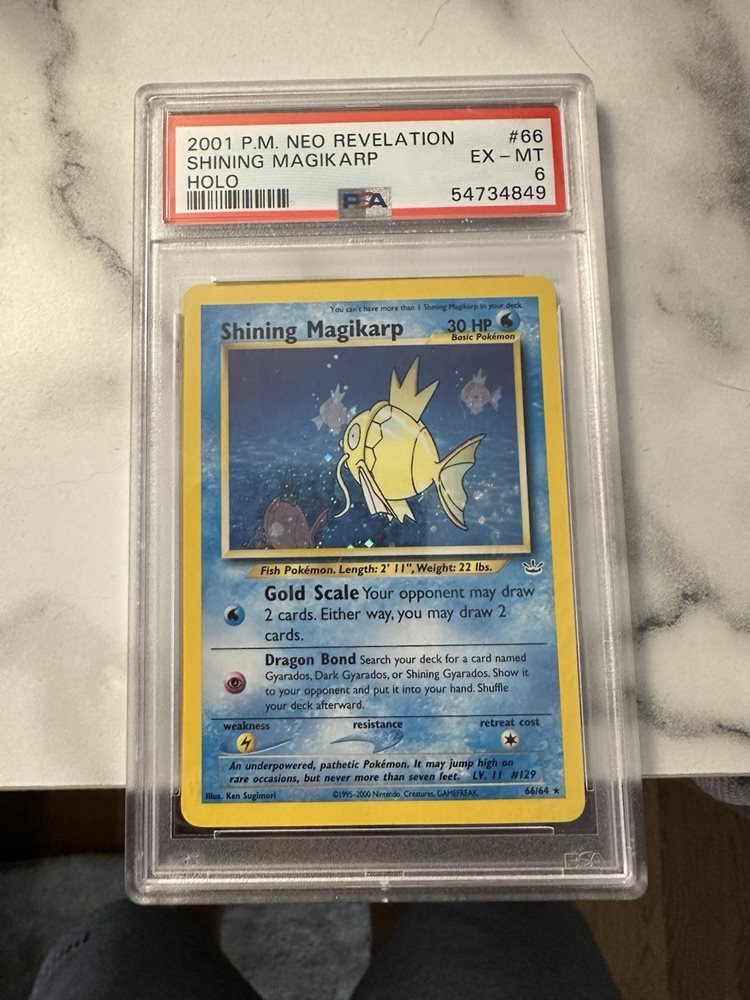 2001 P.M. NEO REVELATION #66
SHINING MAGIKARP EX - MT
HOLO 6
PSA 54734849
You can't have more than 1 Shining Magikarp in your deck.
Shining Magikarp 30 HP
Basic Pokémon
Fish Pokémon. Length: 2' 11", Weight: 22 lbs.
Gold Scale Your opponent may draw
2 cards. Either way, you may draw 2
cards.
Dragon Bond Search your deck for a card named
Gyarados, Dark Gyarados, or Shining Gyarados. Show it
to your opponent and put it into your hand. Shuffle
your deck afterward.
weakness resistance retreat cost
An underpowered, pathetic Pokémon. It may jump high on
rare occasions, but never more than seven feet. LV. 11 #129
Illus. Ken Sugimori ©1995-2000 Nintendo, Creatures, GAMEFREAK. 66/64 ★
PSA